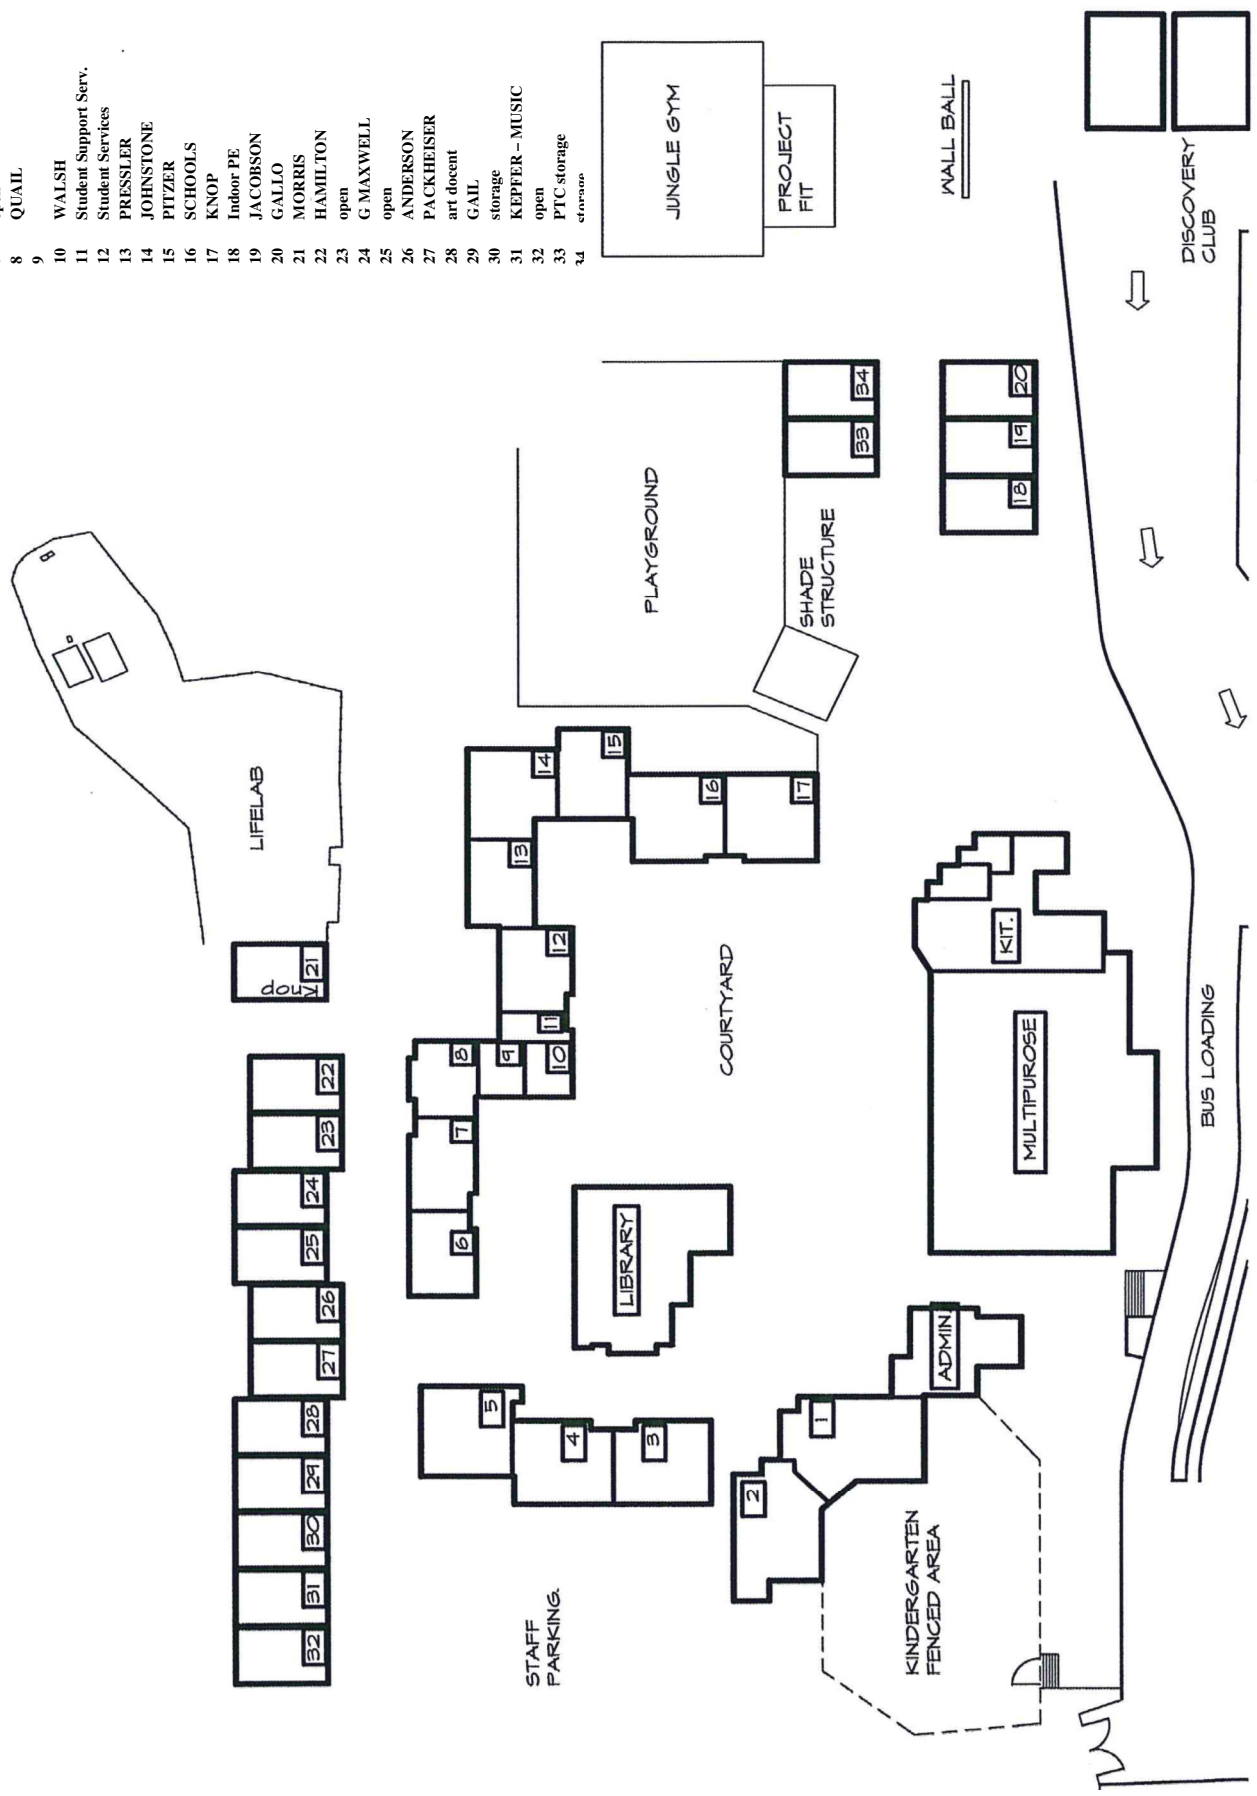 8 QUAIL
9
10 WALSH
11 Student Support Serv.
12 Student Services
13 PRESSLER
14 JOHNSTONE
15 PITZER
16 SCHOOLS
17 KNOP
18 Indoor PE
19 JACOBSON
20 GALLO
21 MORRIS
22 HAMILTON
23 open
24 G MAXWELL
25 open
26 ANDERSON
27 PACKHEISER
28 art docent
29 GAIL
30 storage
31 KEPFER – MUSIC
32 open
33 PTC storage
34 storage
JUNGLE GYM
PROJECT
FIT
WALL BALL
DISCOVERY
CLUB
PLAYGROUND
SHADE
STRUCTURE
34
33
20
19
18
LIFELAB
21
22
23
24
25
26
27
28
29
30
31
32
14
15
13
16
17
12
11
10
9
8
7
6
COURTYARD
KIT.
MULTIPUROSE
BUS LOADING
LIBRARY
ADMIN.
5
4
3
1
2
STAFF
PARKING.
KINDERGARTEN
FENCED AREA